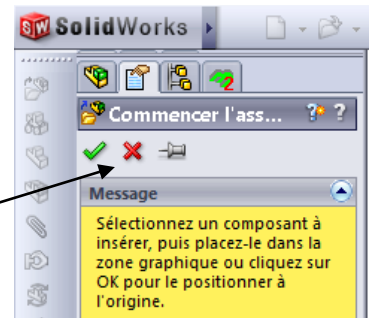 SolidWorks
Commencer l'ass... ? ?
Message
Sélectionnez un composant à
insérer, puis placez-le dans la
zone graphique ou cliquez sur
OK pour le positionner à
l'origine.